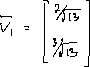 V₁ = [ 2/√13
3/√13 ]